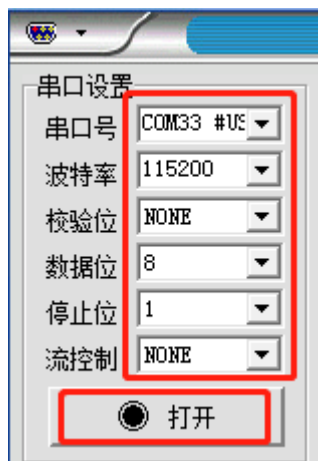 串口设置
串口号 COM33 #US
波特率 115200
校验位 NONE
数据位 8
停止位 1
流控制 NONE
打开